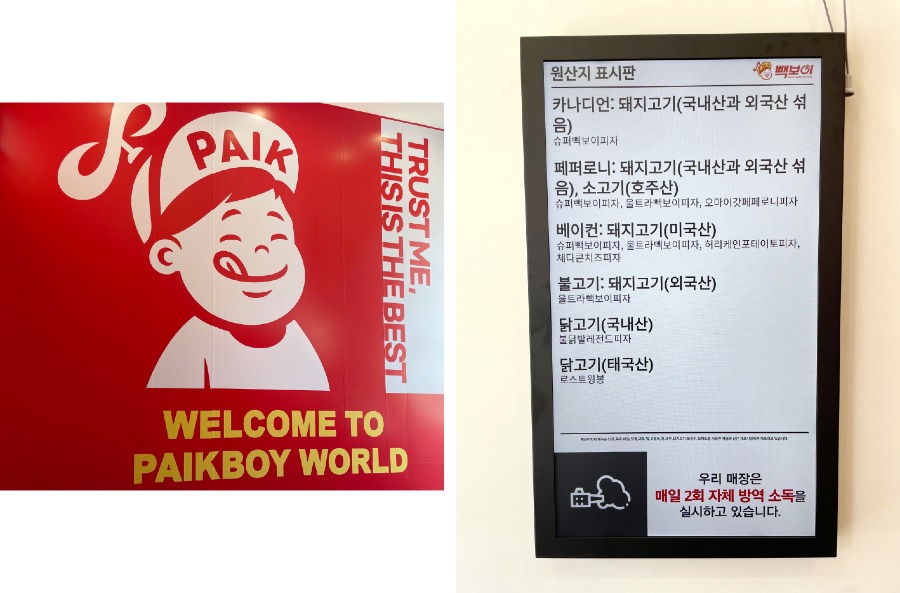 PAIK
TRUST ME,
THIS IS THE BEST
WELCOME TO
PAIKBOY WORLD
원산지 표시판
빽보이
카나디언: 돼지고기(국내산과 외국산 섞
음)
슈퍼빽보이피자
페퍼로니: 돼지고기(국내산과 외국산 섞
음), 소고기(호주산)
슈퍼빽보이피자, 울트라빽보이피자, 오마이갓페페로니피자
베이컨: 돼지고기(미국산)
슈퍼빽보이피자, 울트라빽보이피자, 허리케인포테이토피자,
체다콘치즈피자
불고기: 돼지고기(외국산)
울트라빽보이피자
닭고기(국내산)
불닭발레전드피자
닭고기(태국산)
로스트윙봉
우리 매장은
매일 2회 자체 방역 소독을
실시하고 있습니다.